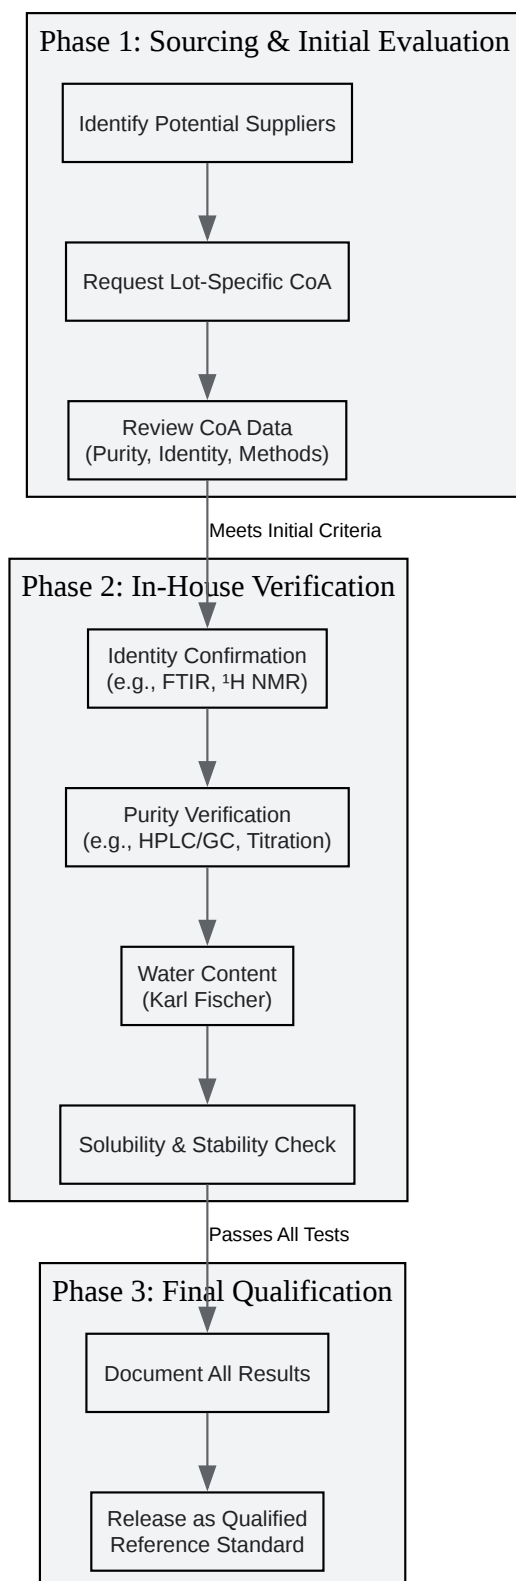 Phase 1: Sourcing & Initial Evaluation
Identify Potential Suppliers
Request Lot-Specific CoA
Review CoA Data
(Purity, Identity, Methods)
Meets Initial Criteria
Phase 2: In-House Verification
Identity Confirmation
(e.g., FTIR, ¹H NMR)
Purity Verification
(e.g., HPLC/GC, Titration)
Water Content
(Karl Fischer)
Solubility & Stability Check
Passes All Tests
Phase 3: Final Qualification
Document All Results
Release as Qualified
Reference Standard